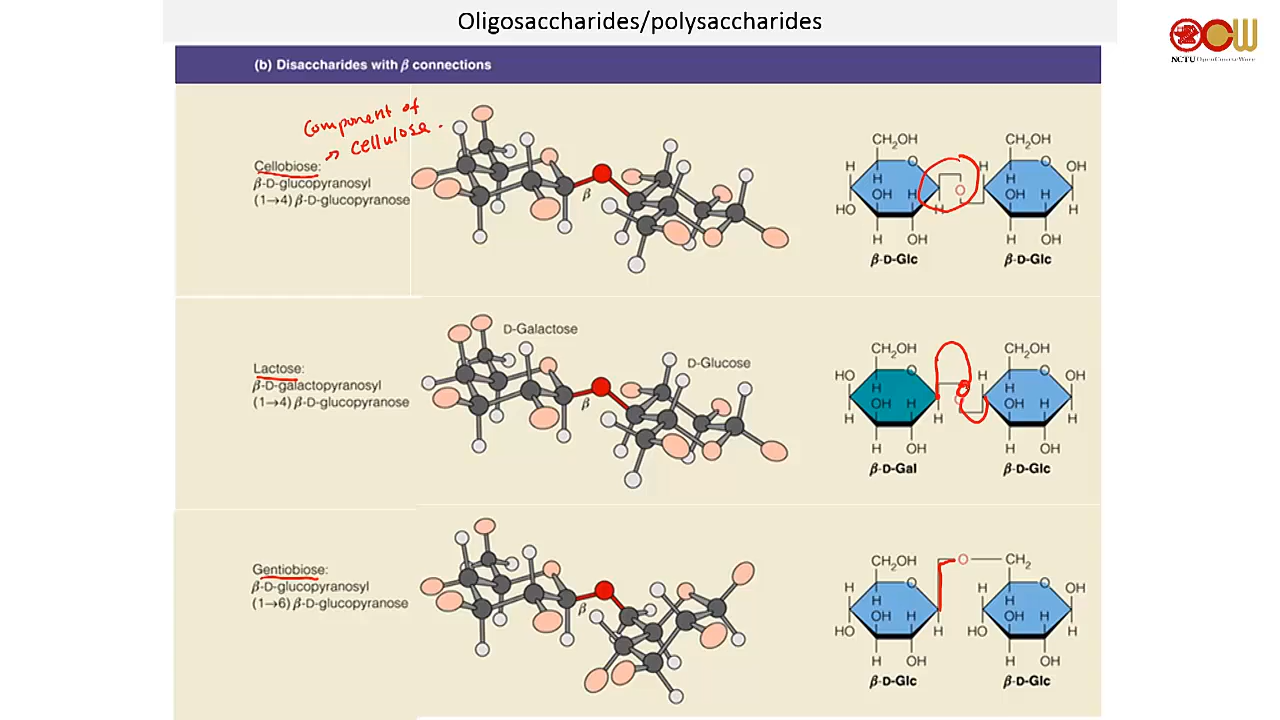 Oligosaccharides/polysaccharides
NCTU OpenCourseWare
(b) Disaccharides with β connections
Component of
→ cellulose.
Cellobiose:
β-D-glucopyranosyl
(1→4) β-D-glucopyranose
β
CH₂OH
H
O
H
OH
H
HO
H
H
OH
β-D-Glc
O
CH₂OH
H
O
OH
H
OH
H
H
H
OH
β-D-Glc
Lactose:
β-D-galactopyranosyl
(1→4) β-D-glucopyranose
D-Galactose
D-Glucose
β
CH₂OH
HO
O
H
OH
H
H
H
H
OH
β-D-Gal
O
CH₂OH
H
O
OH
H
OH
H
H
H
OH
β-D-Glc
Gentiobiose:
β-D-glucopyranosyl
(1→6) β-D-glucopyranose
β
CH₂OH
H
O
H
OH
H
HO
H
H
OH
β-D-Glc
O
CH₂
H
O
OH
H
OH
H
HO
H
H
OH
β-D-Glc